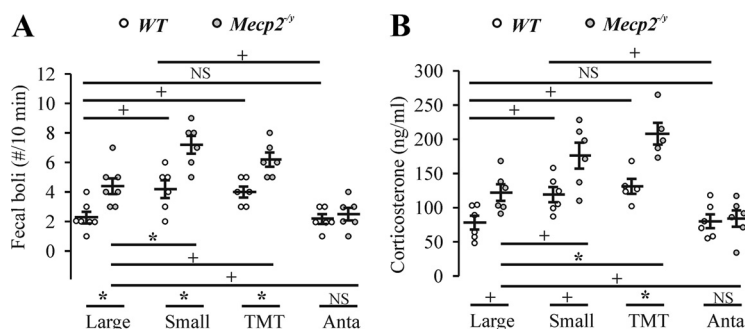 A
WT
Mecp2-/y
+
NS
+
+
Fecal boli (#/10 min)
12
10
8
6
4
2
0
*
+
+
*
*
*
NS
Large
Small
TMT
Anta
B
WT
Mecp2-/y
+
NS
+
+
Corticosterone (ng/ml)
300
250
200
150
100
50
0
+
*
+
+
+
*
NS
Large
Small
TMT
Anta